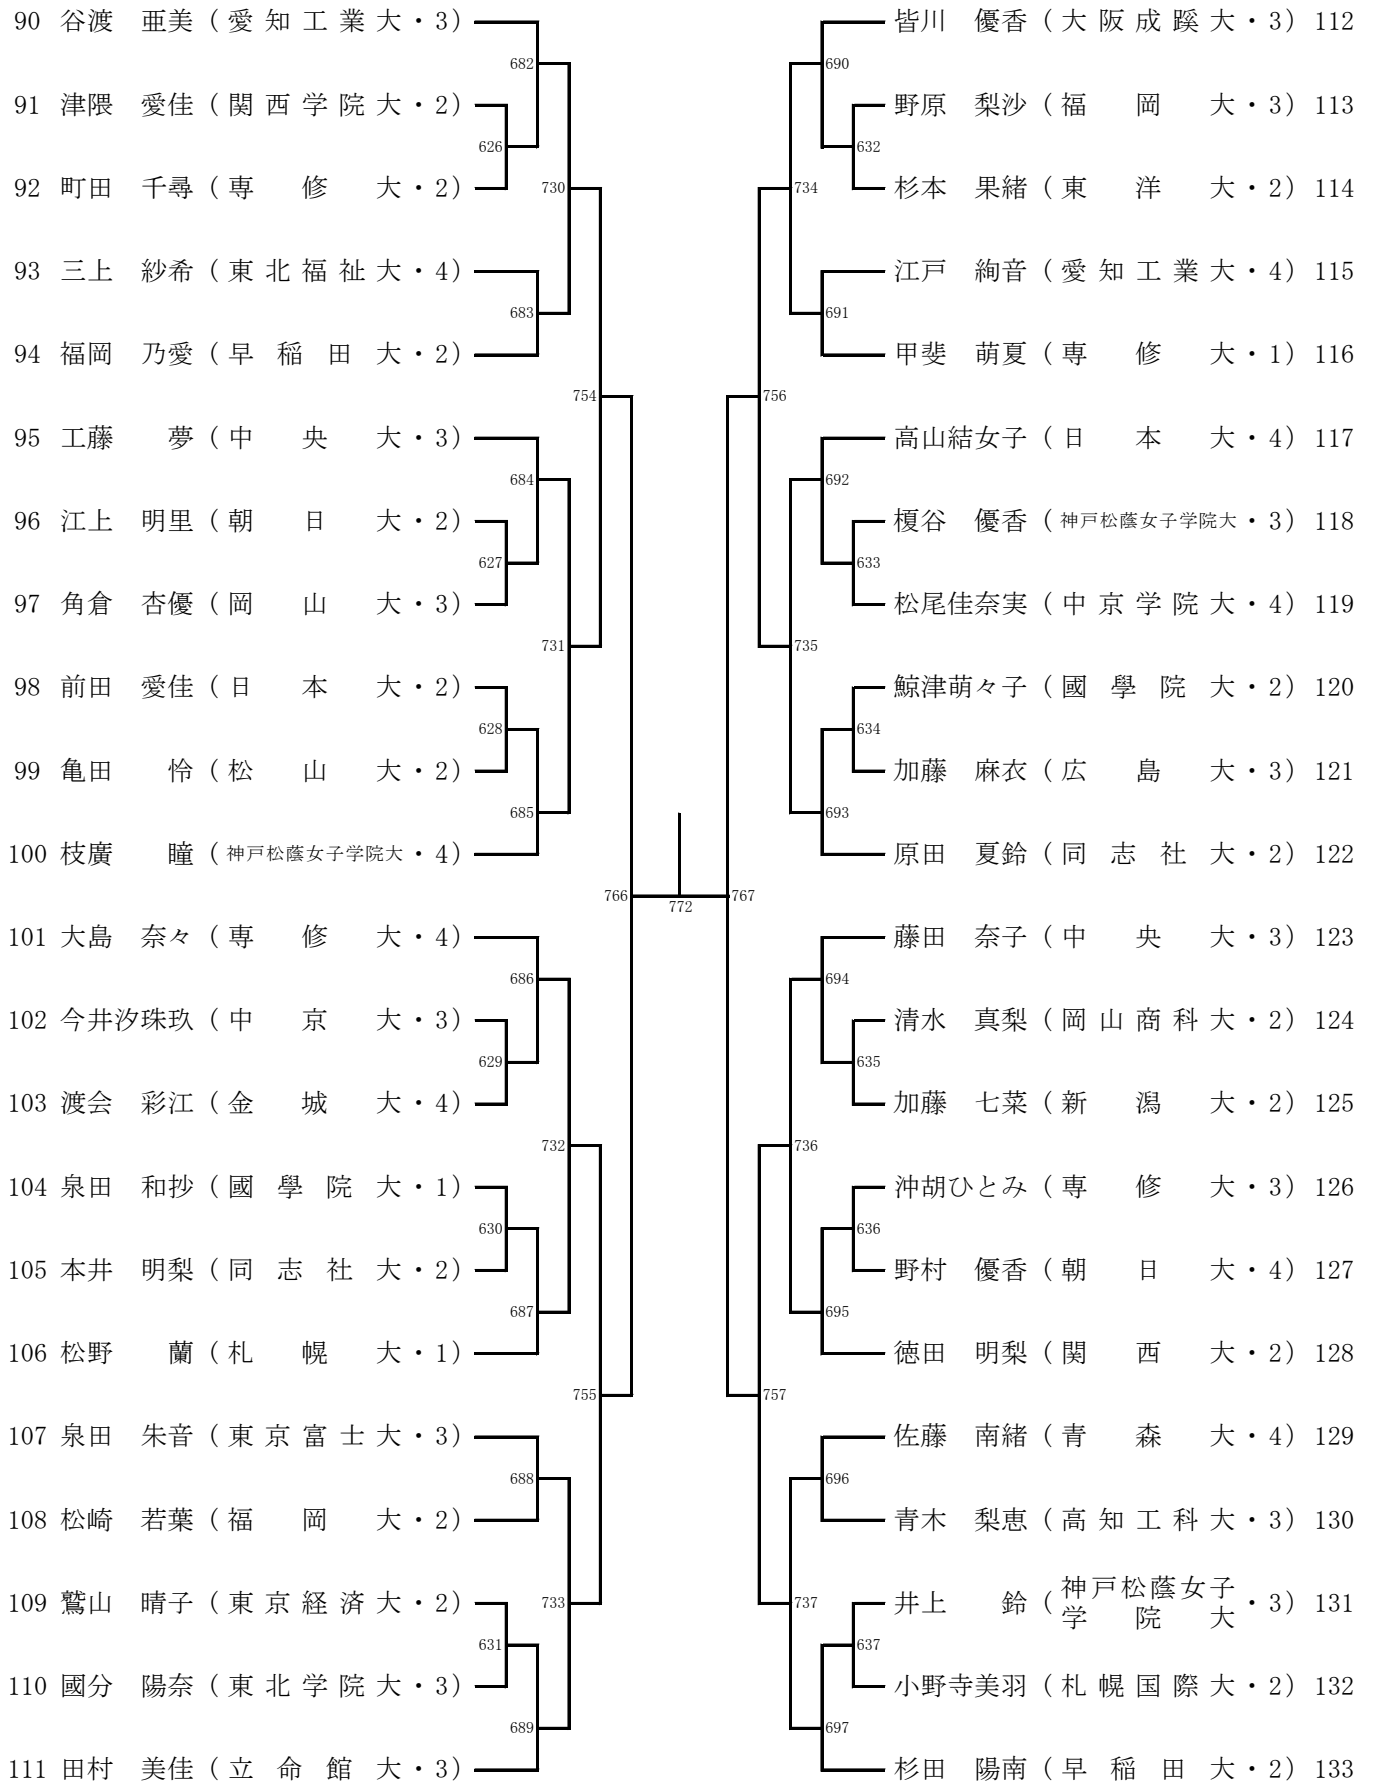 90 谷渡 亜美（愛知工業大・3）
91 津隈 愛佳（関西学院大・2）
92 町田 千尋（専修大・2）
93 三上 紗希（東北福祉大・4）
94 福岡 乃愛（早稲田大・2）
95 工藤 夢（中央大・3）
96 江上 明里（朝日大・2）
97 角倉 杏優（岡山大・3）
98 前田 愛佳（日本大・2）
99 亀田 怜（松山大・2）
100 枝廣 瞳（神戸松蔭女子学院大・4）
101 大島 奈々（専修大・4）
102 今井汐珠玖（中京大・3）
103 渡会 彩江（金城大・4）
104 泉田 和抄（國學院大・1）
105 本井 明梨（同志社大・2）
106 松野 蘭（札幌大・1）
107 泉田 朱音（東京富士大・3）
108 松崎 若葉（福岡大・2）
109 鷲山 晴子（東京経済大・2）
110 國分 陽奈（東北学院大・3）
111 田村 美佳（立命館大・3）
682
626
730
683
754
684
627
731
628
685
766
686
629
732
630
687
755
688
733
631
689
772
767
690
632
734
691
756
692
633
735
634
693
694
635
736
636
695
757
696
737
637
697
皆川 優香（大阪成蹊大・3）112
野原 梨沙（福岡大・3）113
杉本 果緒（東洋大・2）114
江戸 絢音（愛知工業大・4）115
甲斐 萌夏（専修大・1）116
高山結女子（日本大・4）117
榎谷 優香（神戸松蔭女子学院大・3）118
松尾佳奈実（中京学院大・4）119
鯨津萌々子（國學院大・2）120
加藤 麻衣（広島大・3）121
原田 夏鈴（同志社大・2）122
藤田 奈子（中央大・3）123
清水 真梨（岡山商科大・2）124
加藤 七菜（新潟大・2）125
沖胡ひとみ（専修大・3）126
野村 優香（朝日大・4）127
徳田 明梨（関西大・2）128
佐藤 南緒（青森大・4）129
青木 梨恵（高知工科大・3）130
井上 鈴（神戸松蔭女子学院大・3）131
小野寺美羽（札幌国際大・2）132
杉田 陽南（早稲田大・2）133